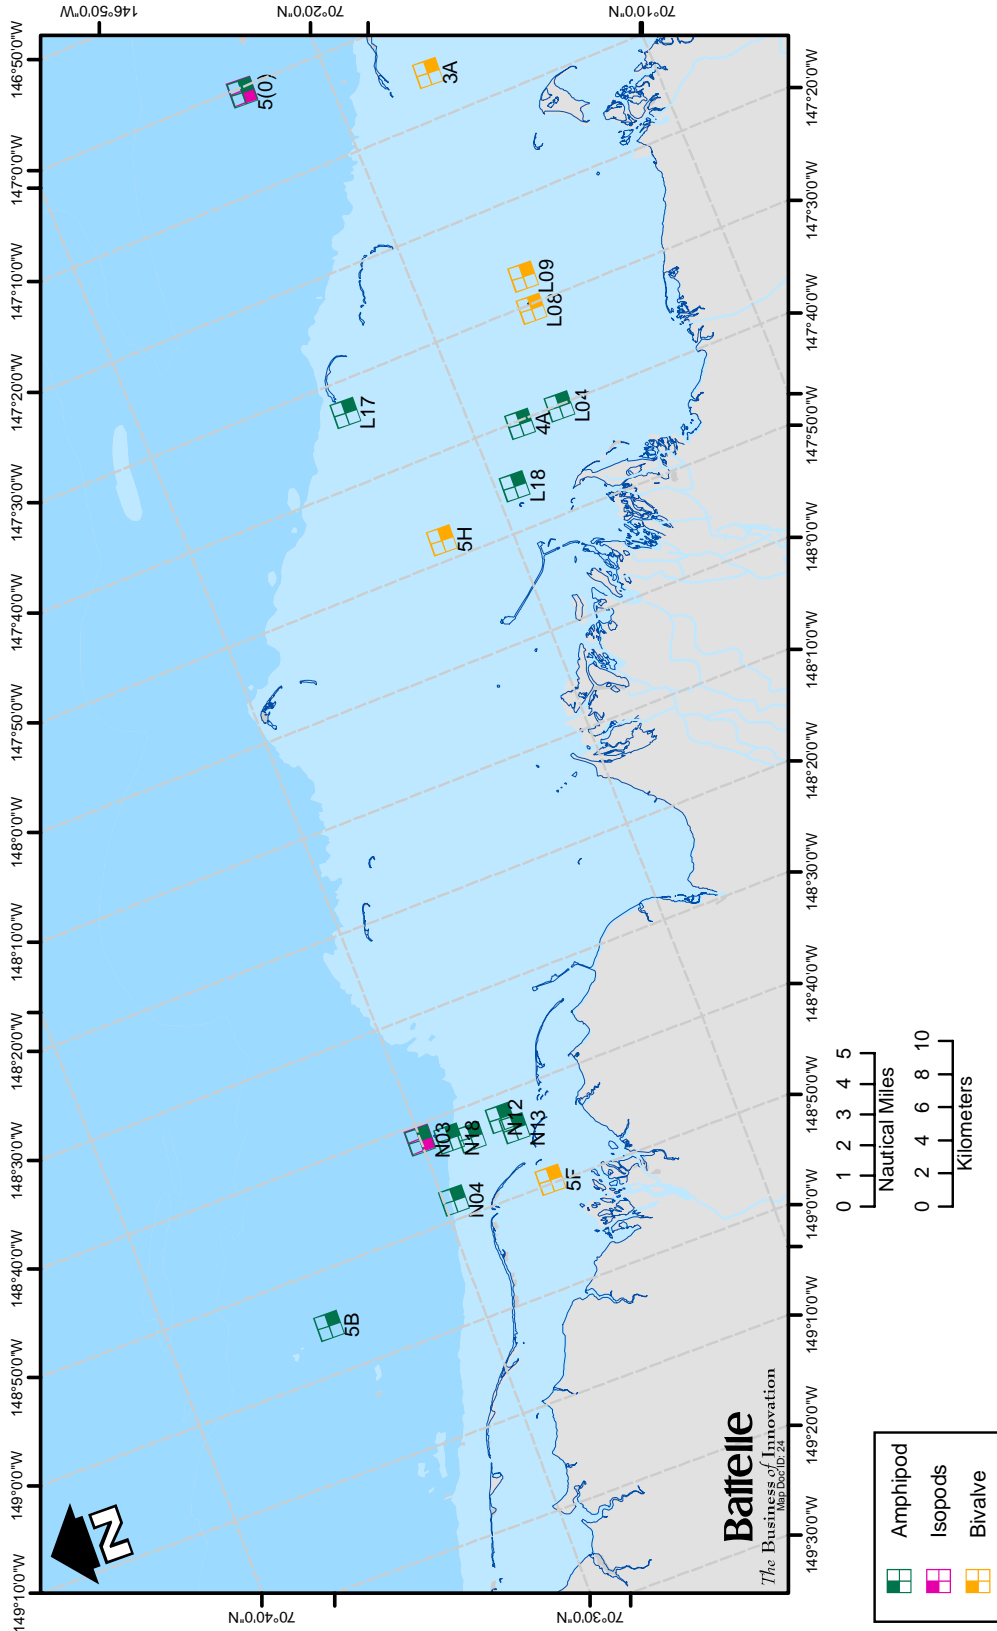 149°10'0"W
149°0'0"W
148°50'0"W
148°40'0"W
148°30'0"W
148°20'0"W
148°10'0"W
148°0'0"W
147°50'0"W
147°40'0"W
147°30'0"W
147°20'0"W
147°10'0"W
147°0'0"W
146°50'0"W
146°50'0"W
70°20'0"N
70°10'0"N
70°40'0"N
70°30'0"N
N
5(0)
5B
L17
3A
N03
N18
N04
5H
N12
N13
L18
4A
L08
L09
5F
L04
Battelle
The Business of Innovation
Map Doc ID: 24
149°30'0"W
149°20'0"W
149°10'0"W
149°0'0"W
148°50'0"W
148°40'0"W
148°30'0"W
148°20'0"W
148°10'0"W
148°0'0"W
147°50'0"W
147°40'0"W
147°30'0"W
147°20'0"W
0 1 2 3 4 5
Nautical Miles
0 2 4 6 8 10
Kilometers
Amphipod
Isopods
Bivalve